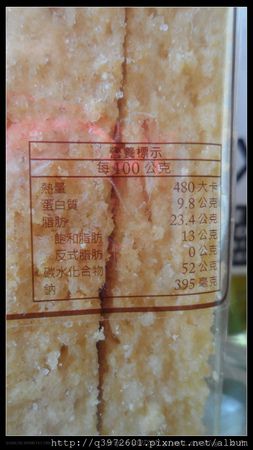 營養標示
每100公克
熱量 480大卡
蛋白質 9.8公克
脂肪 23.4公克
飽和脂肪 13公克
反式脂肪 0公克
碳水化合物 52公克
鈉 395毫克
http://q3972601.pixnet.net/album